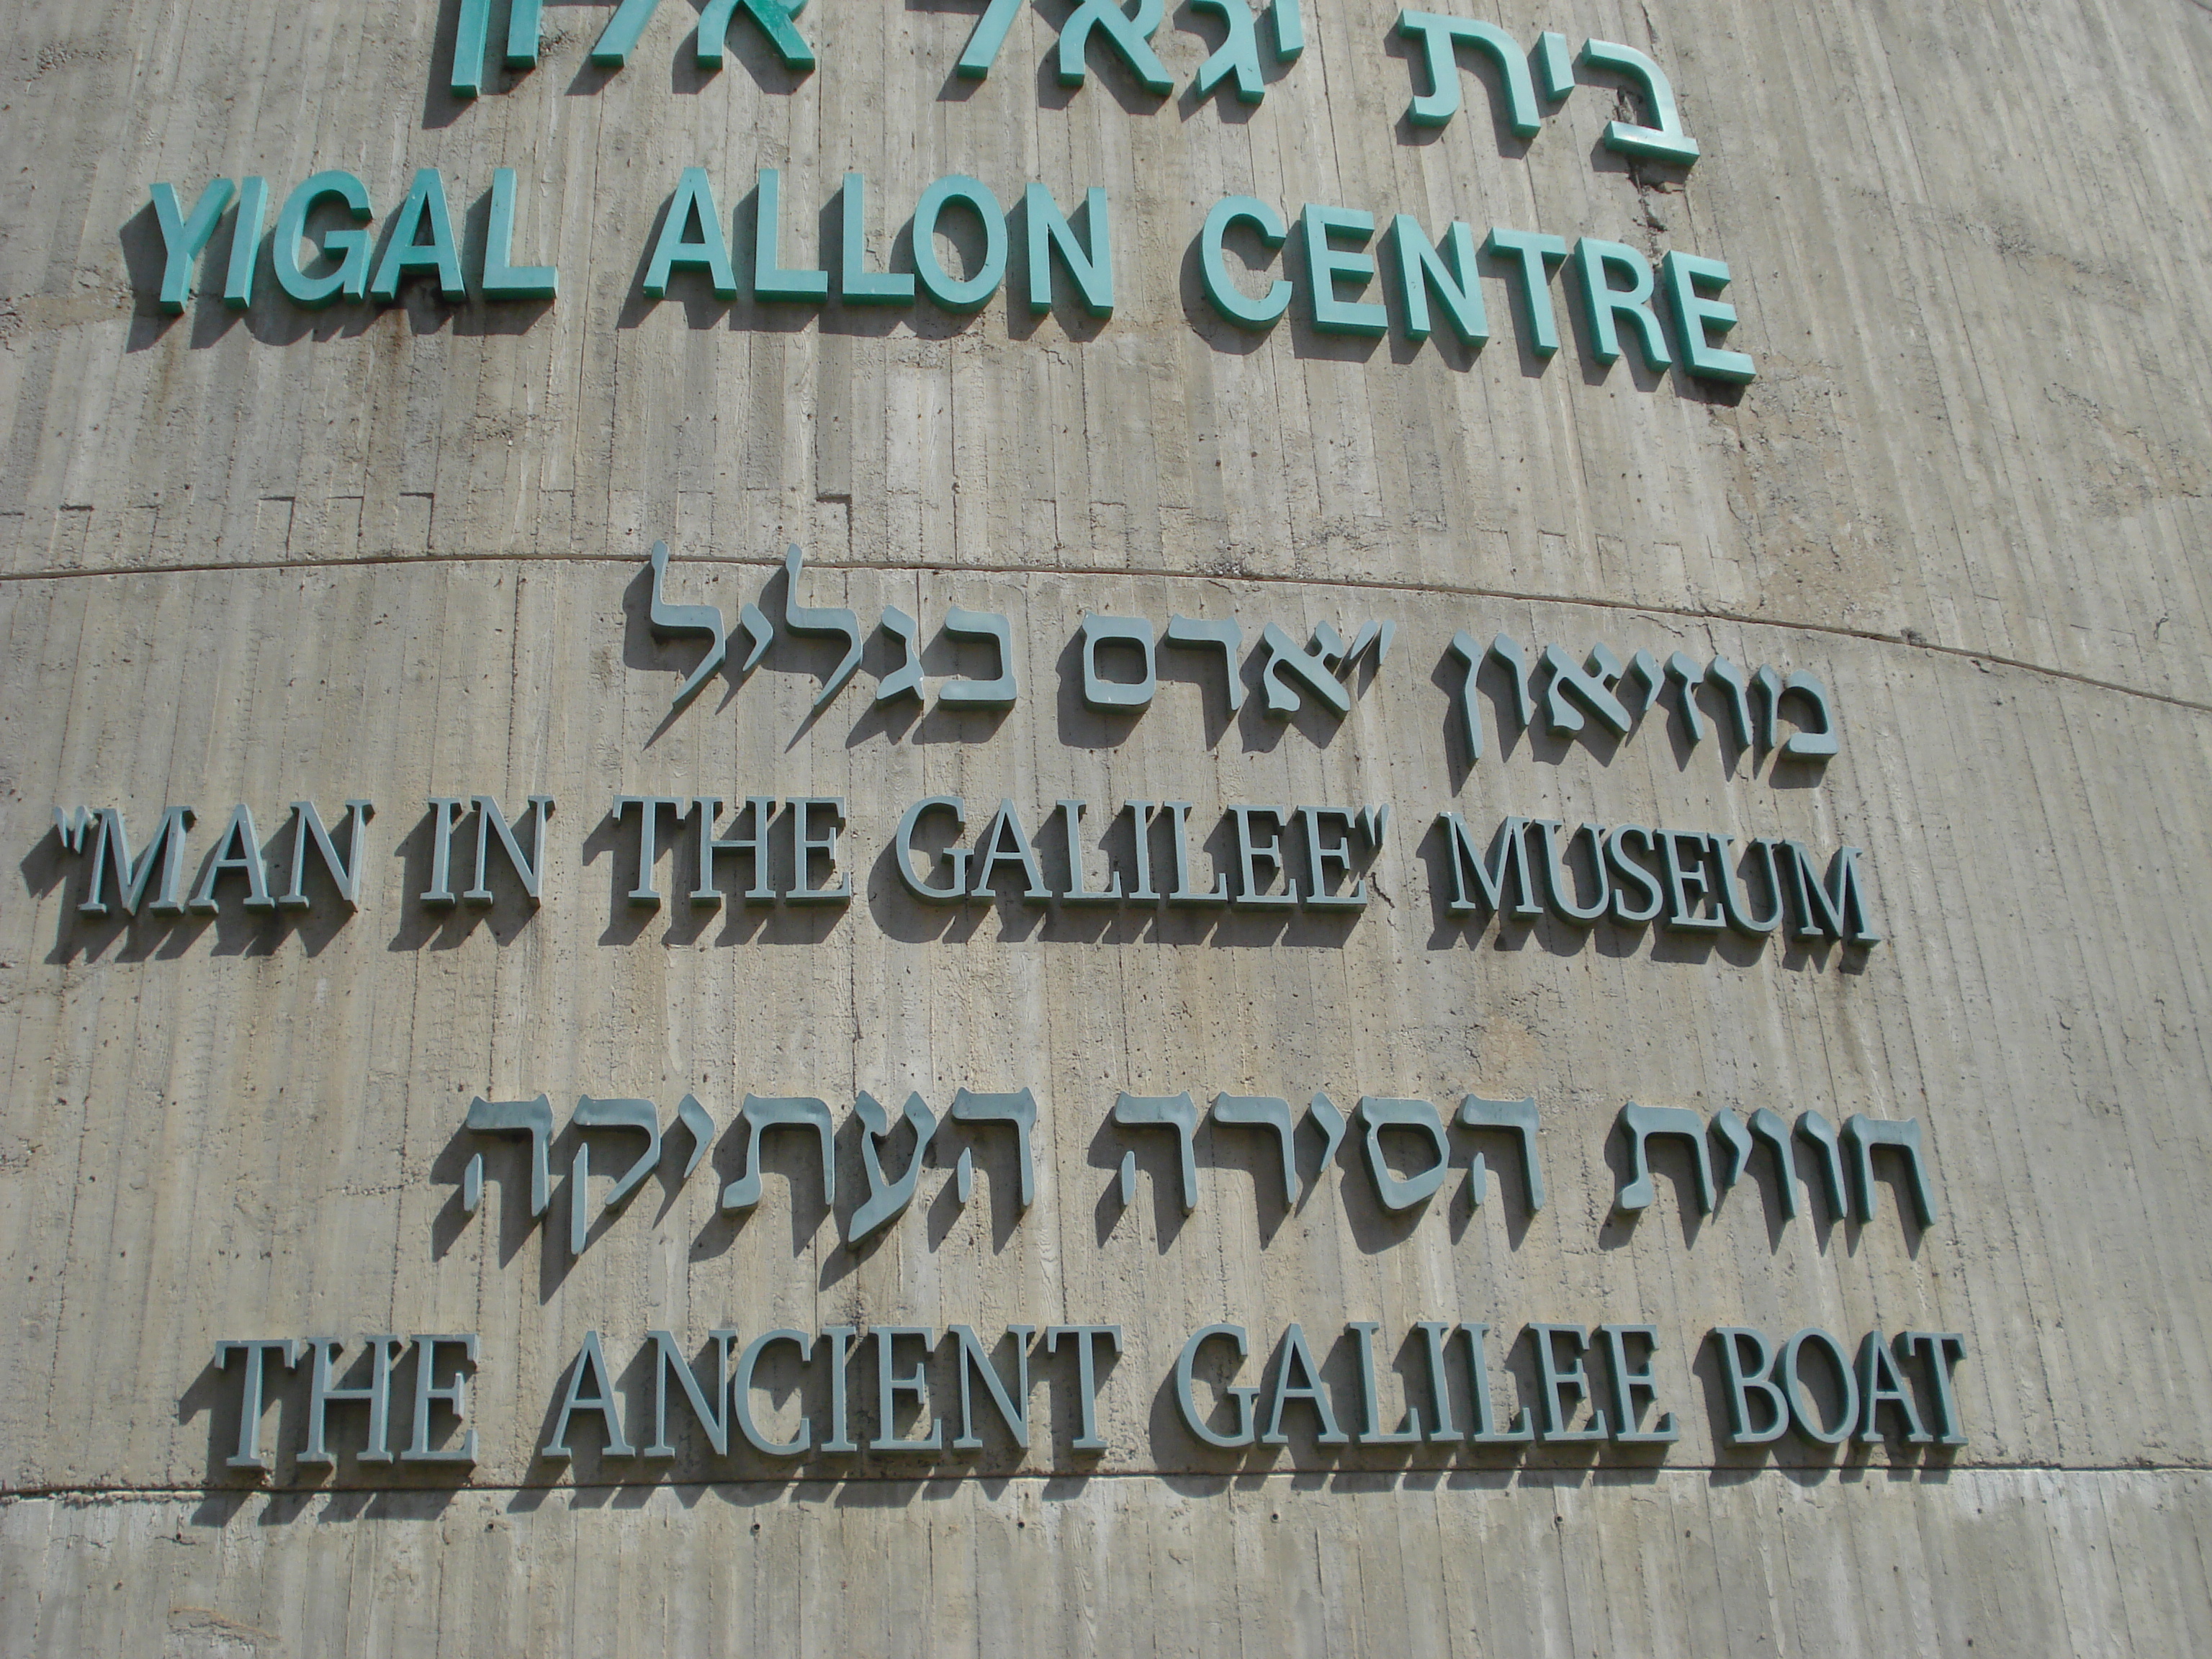 בית יגאל אלון
YIGAL ALLON CENTRE
מוזיאון "אדם בגליל
"MAN IN THE GALILEE" MUSEUM
חווית הסירה העתיקה
THE ANCIENT GALILEE BOAT